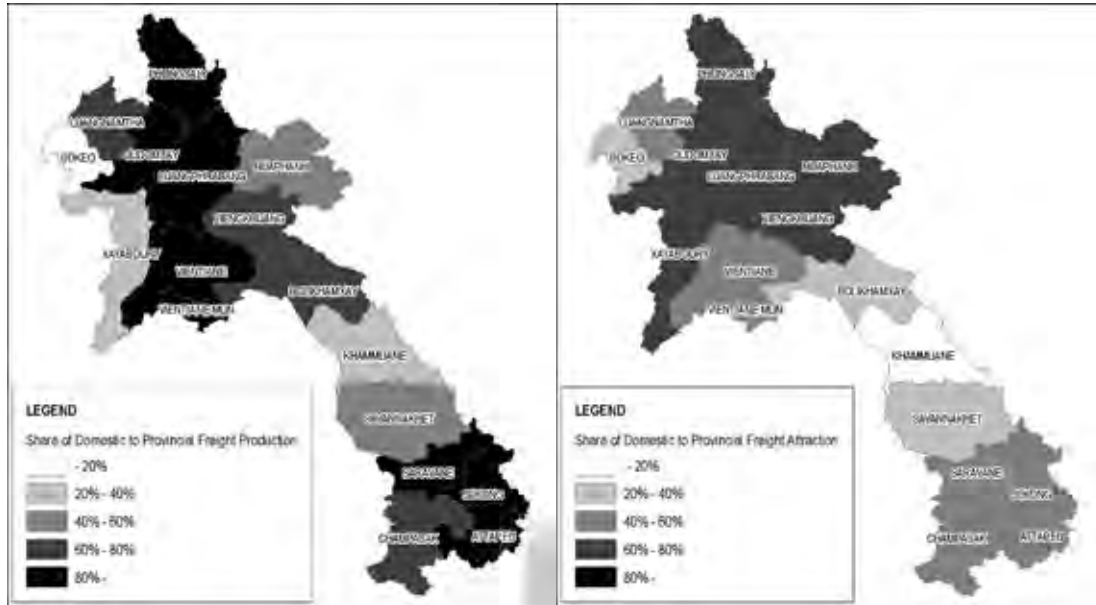 PHONGSALY
LUANGNAMTHA
BOKEO
OUDOMXAY
LUANGPHRABANG
HUAPHANH
XIENGKHUANG
XAYABOURY
VIENTIANE
BOLIKHAMXAY
VIENTIANE MUN
KHAMMUANE
SAVANNAKHET
SARAVANE
SEKONG
CHAMPASAK
ATTAPEU
LEGEND
Share of Domestic to Provincial Freight Production
- 20%
20% - 40%
40% - 60%
60% - 80%
80% -
PHONGSALY
LUANGNAMTHA
BOKEO
OUDOMXAY
LUANGPHRABANG
HUAPHANH
XIENGKHUANG
XAYABOURY
VIENTIANE
BOLIKHAMXAY
VIENTIANE MUN
KHAMMUANE
SAVANNAKHET
SARAVANE
SEKONG
CHAMPASAK
ATTAPEU
LEGEND
Share of Domestic to Provincial Freight Attraction
- 20%
20% - 40%
40% - 60%
60% - 80%
80% -